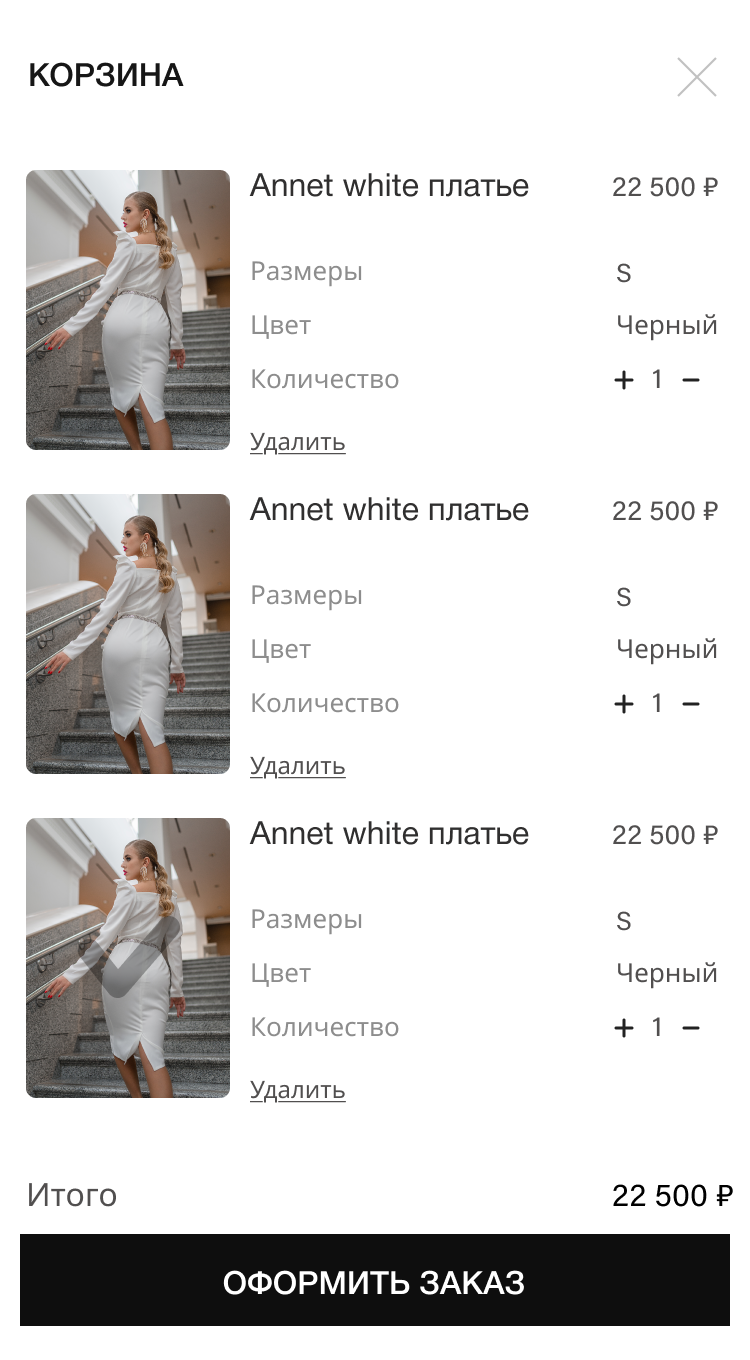 КОРЗИНА
Annet white платье 22 500 ₽
Размеры S
Цвет Черный
Количество + 1 −
Удалить
Annet white платье 22 500 ₽
Размеры S
Цвет Черный
Количество + 1 −
Удалить
Annet white платье 22 500 ₽
Размеры S
Цвет Черный
Количество + 1 −
Удалить
Итого 22 500 ₽
ОФОРМИТЬ ЗАКАЗ